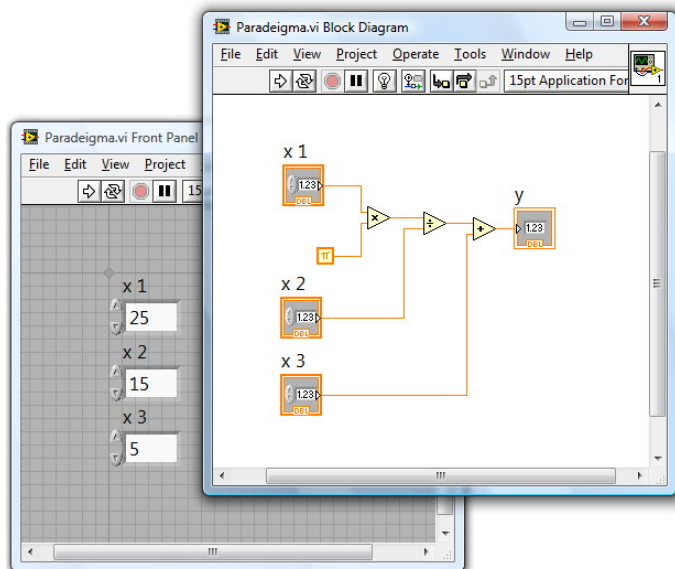 Paradeigma.vi Block Diagram
File Edit View Project Operate Tools Window Help
15pt Application For
1
x 1
1.23
DBL
×
÷
+
y
1.23
DBL
π
x 2
1.23
DBL
x 3
1.23
DBL
Paradeigma.vi Front Panel
File Edit View Project
15
x 1
25
x 2
15
x 3
5